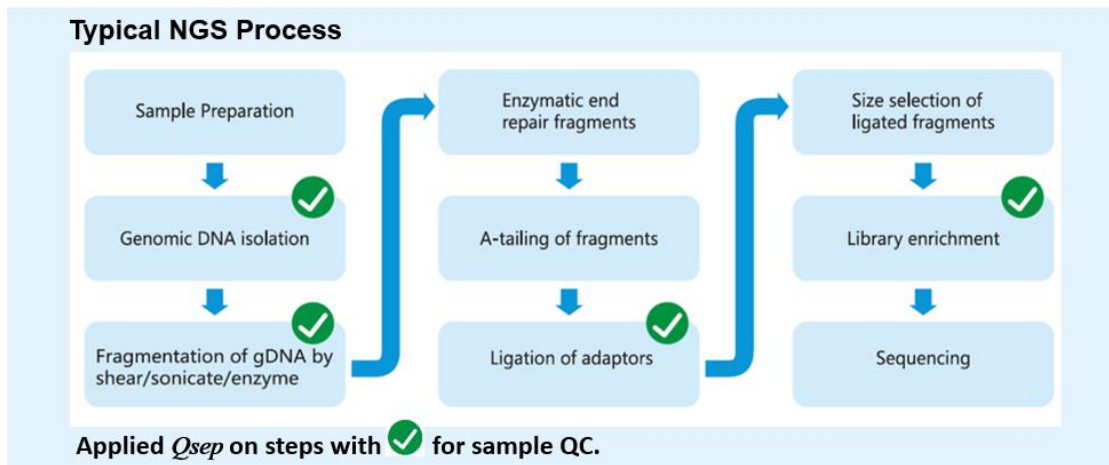 Typical NGS Process
Sample Preparation
Genomic DNA isolation
Fragmentation of gDNA by
shear/sonicate/enzyme
Enzymatic end
repair fragments
A-tailing of fragments
Ligation of adaptors
Size selection of
ligated fragments
Library enrichment
Sequencing
Applied Qsep on steps with for sample QC.